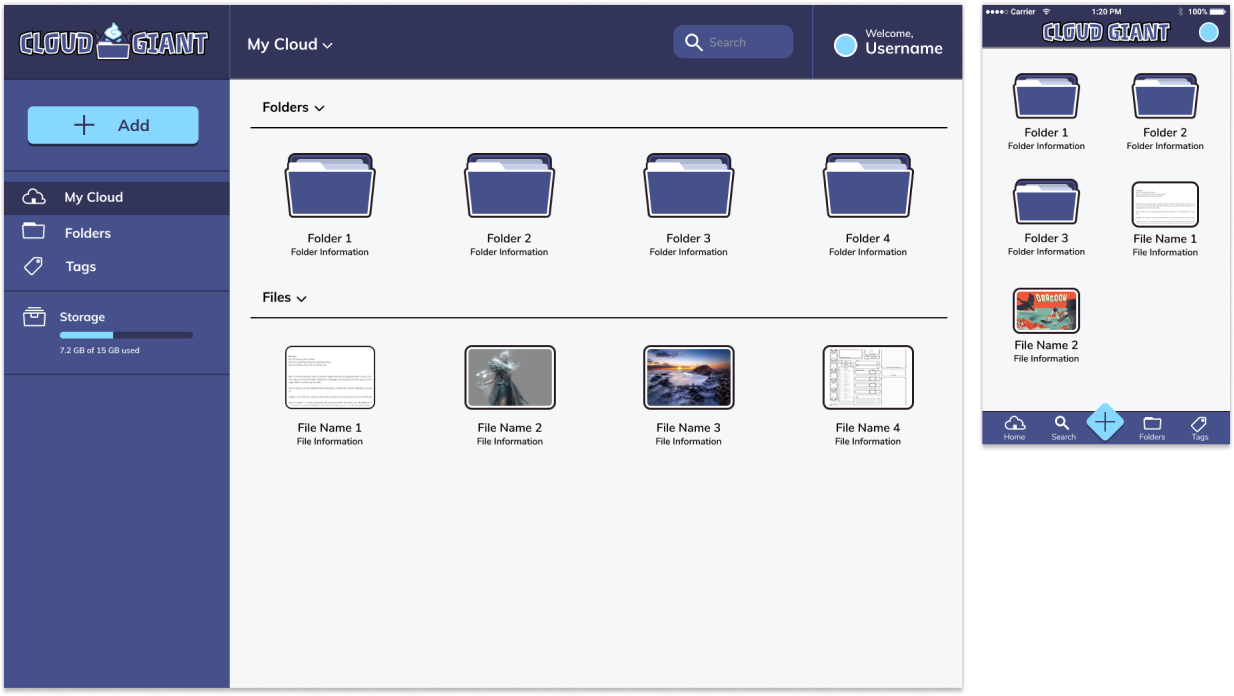 CLOUD GIANT
My Cloud
Search
Welcome,
Username
Add
My Cloud
Folders
Tags
Storage
7.2 GB of 15 GB used
Folders
Folder 1
Folder Information
Folder 2
Folder Information
Folder 3
Folder Information
Folder 4
Folder Information
Files
File Name 1
File Information
File Name 2
File Information
File Name 3
File Information
File Name 4
File Information
Carrier
1:20 PM
100%
CLOUD GIANT
Folder 1
Folder Information
Folder 2
Folder Information
Folder 3
Folder Information
File Name 1
File Information
DRAGOON
File Name 2
File Information
Home
Search
Folders
Tags